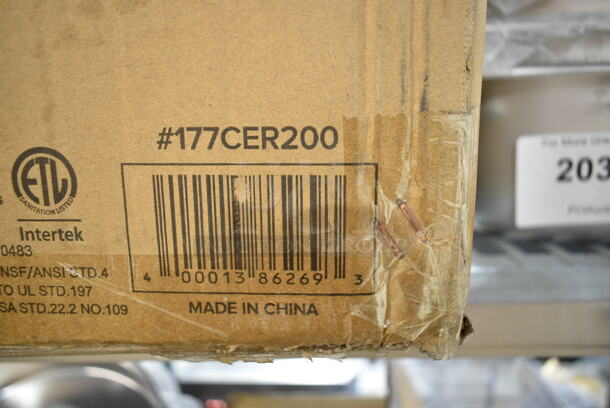 #177CER200
ETL
SANITATION LISTED
Intertek
0483
NSF/ANSI STD.4
TO UL STD.197
SA STD.22.2 NO.109
4 00013 86269 3
MADE IN CHINA
203